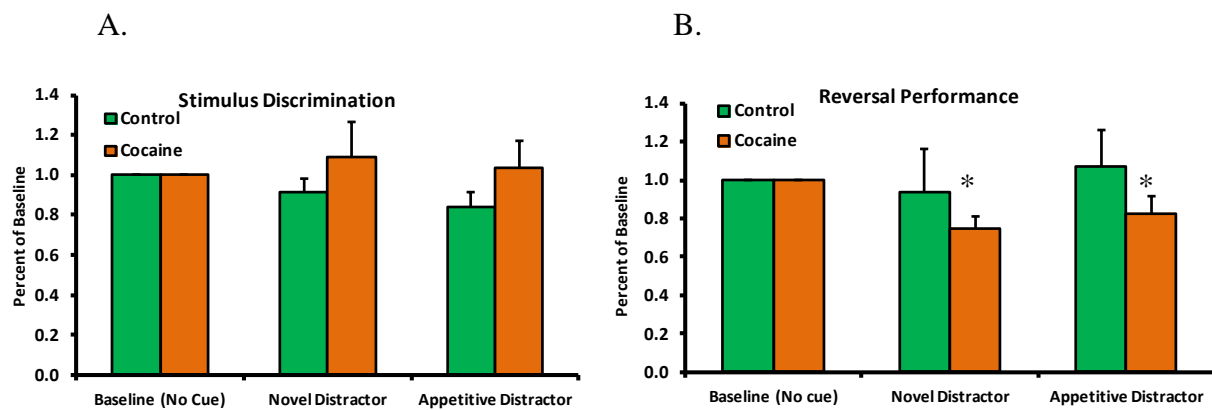 A.
Stimulus Discrimination
Control
Cocaine
Percent of Baseline
1.4
1.2
1.0
0.8
0.6
0.4
0.2
0.0
Baseline (No Cue)
Novel Distractor
Appetitive Distractor
B.
Reversal Performance
Control
Cocaine
Percent of Baseline
1.4
1.2
1.0
0.8
0.6
0.4
0.2
0.0
*
*
Baseline (No cue)
Novel Distractor
Appetitive Distractor